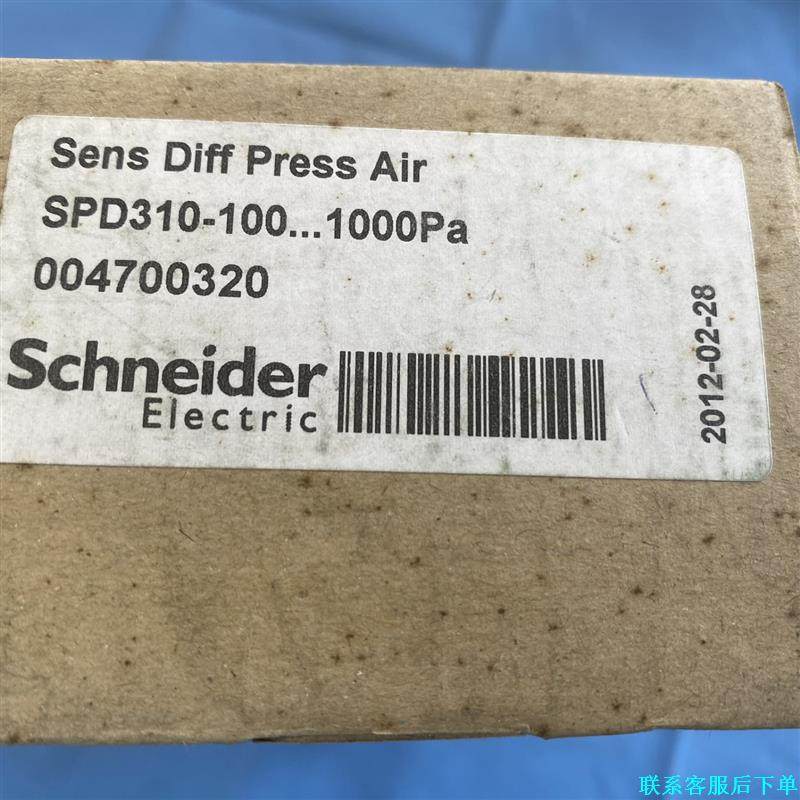 Sens Diff Press Air
SPD310-100...1000Pa
004700320
Schneider
Electric
2012-02-28
联系客服后下单